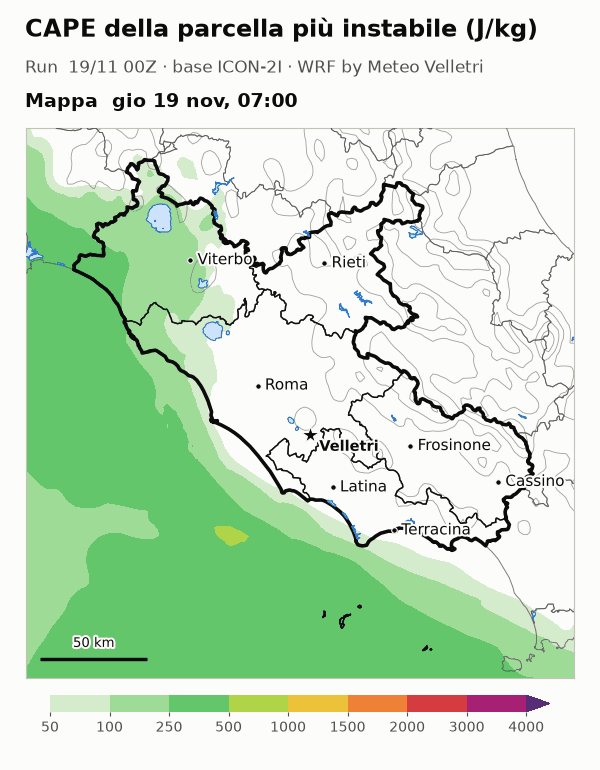 CAPE della parcella più instabile (J/kg)
Run 19/11 00Z · base ICON-2I · WRF by Meteo Velletri
Mappa gio 19 nov, 07:00
Viterbo
Rieti
Roma
Velletri
Frosinone
Latina
Cassino
Terracina
50 km
50 100 250 500 1000 1500 2000 3000 4000